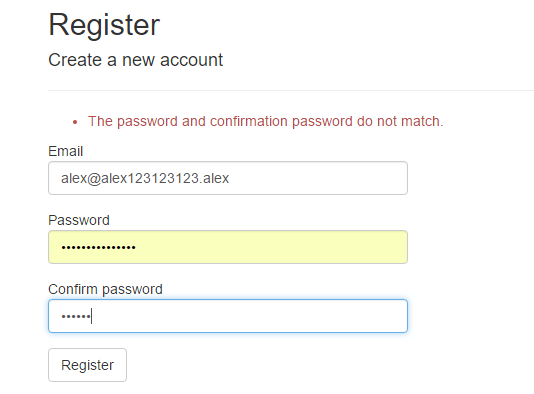 Register
Create a new account
• The password and confirmation password do not match.
Email
alex@alex123123123.alex
Password
•••••••••••••••
Confirm password
••••••
Register